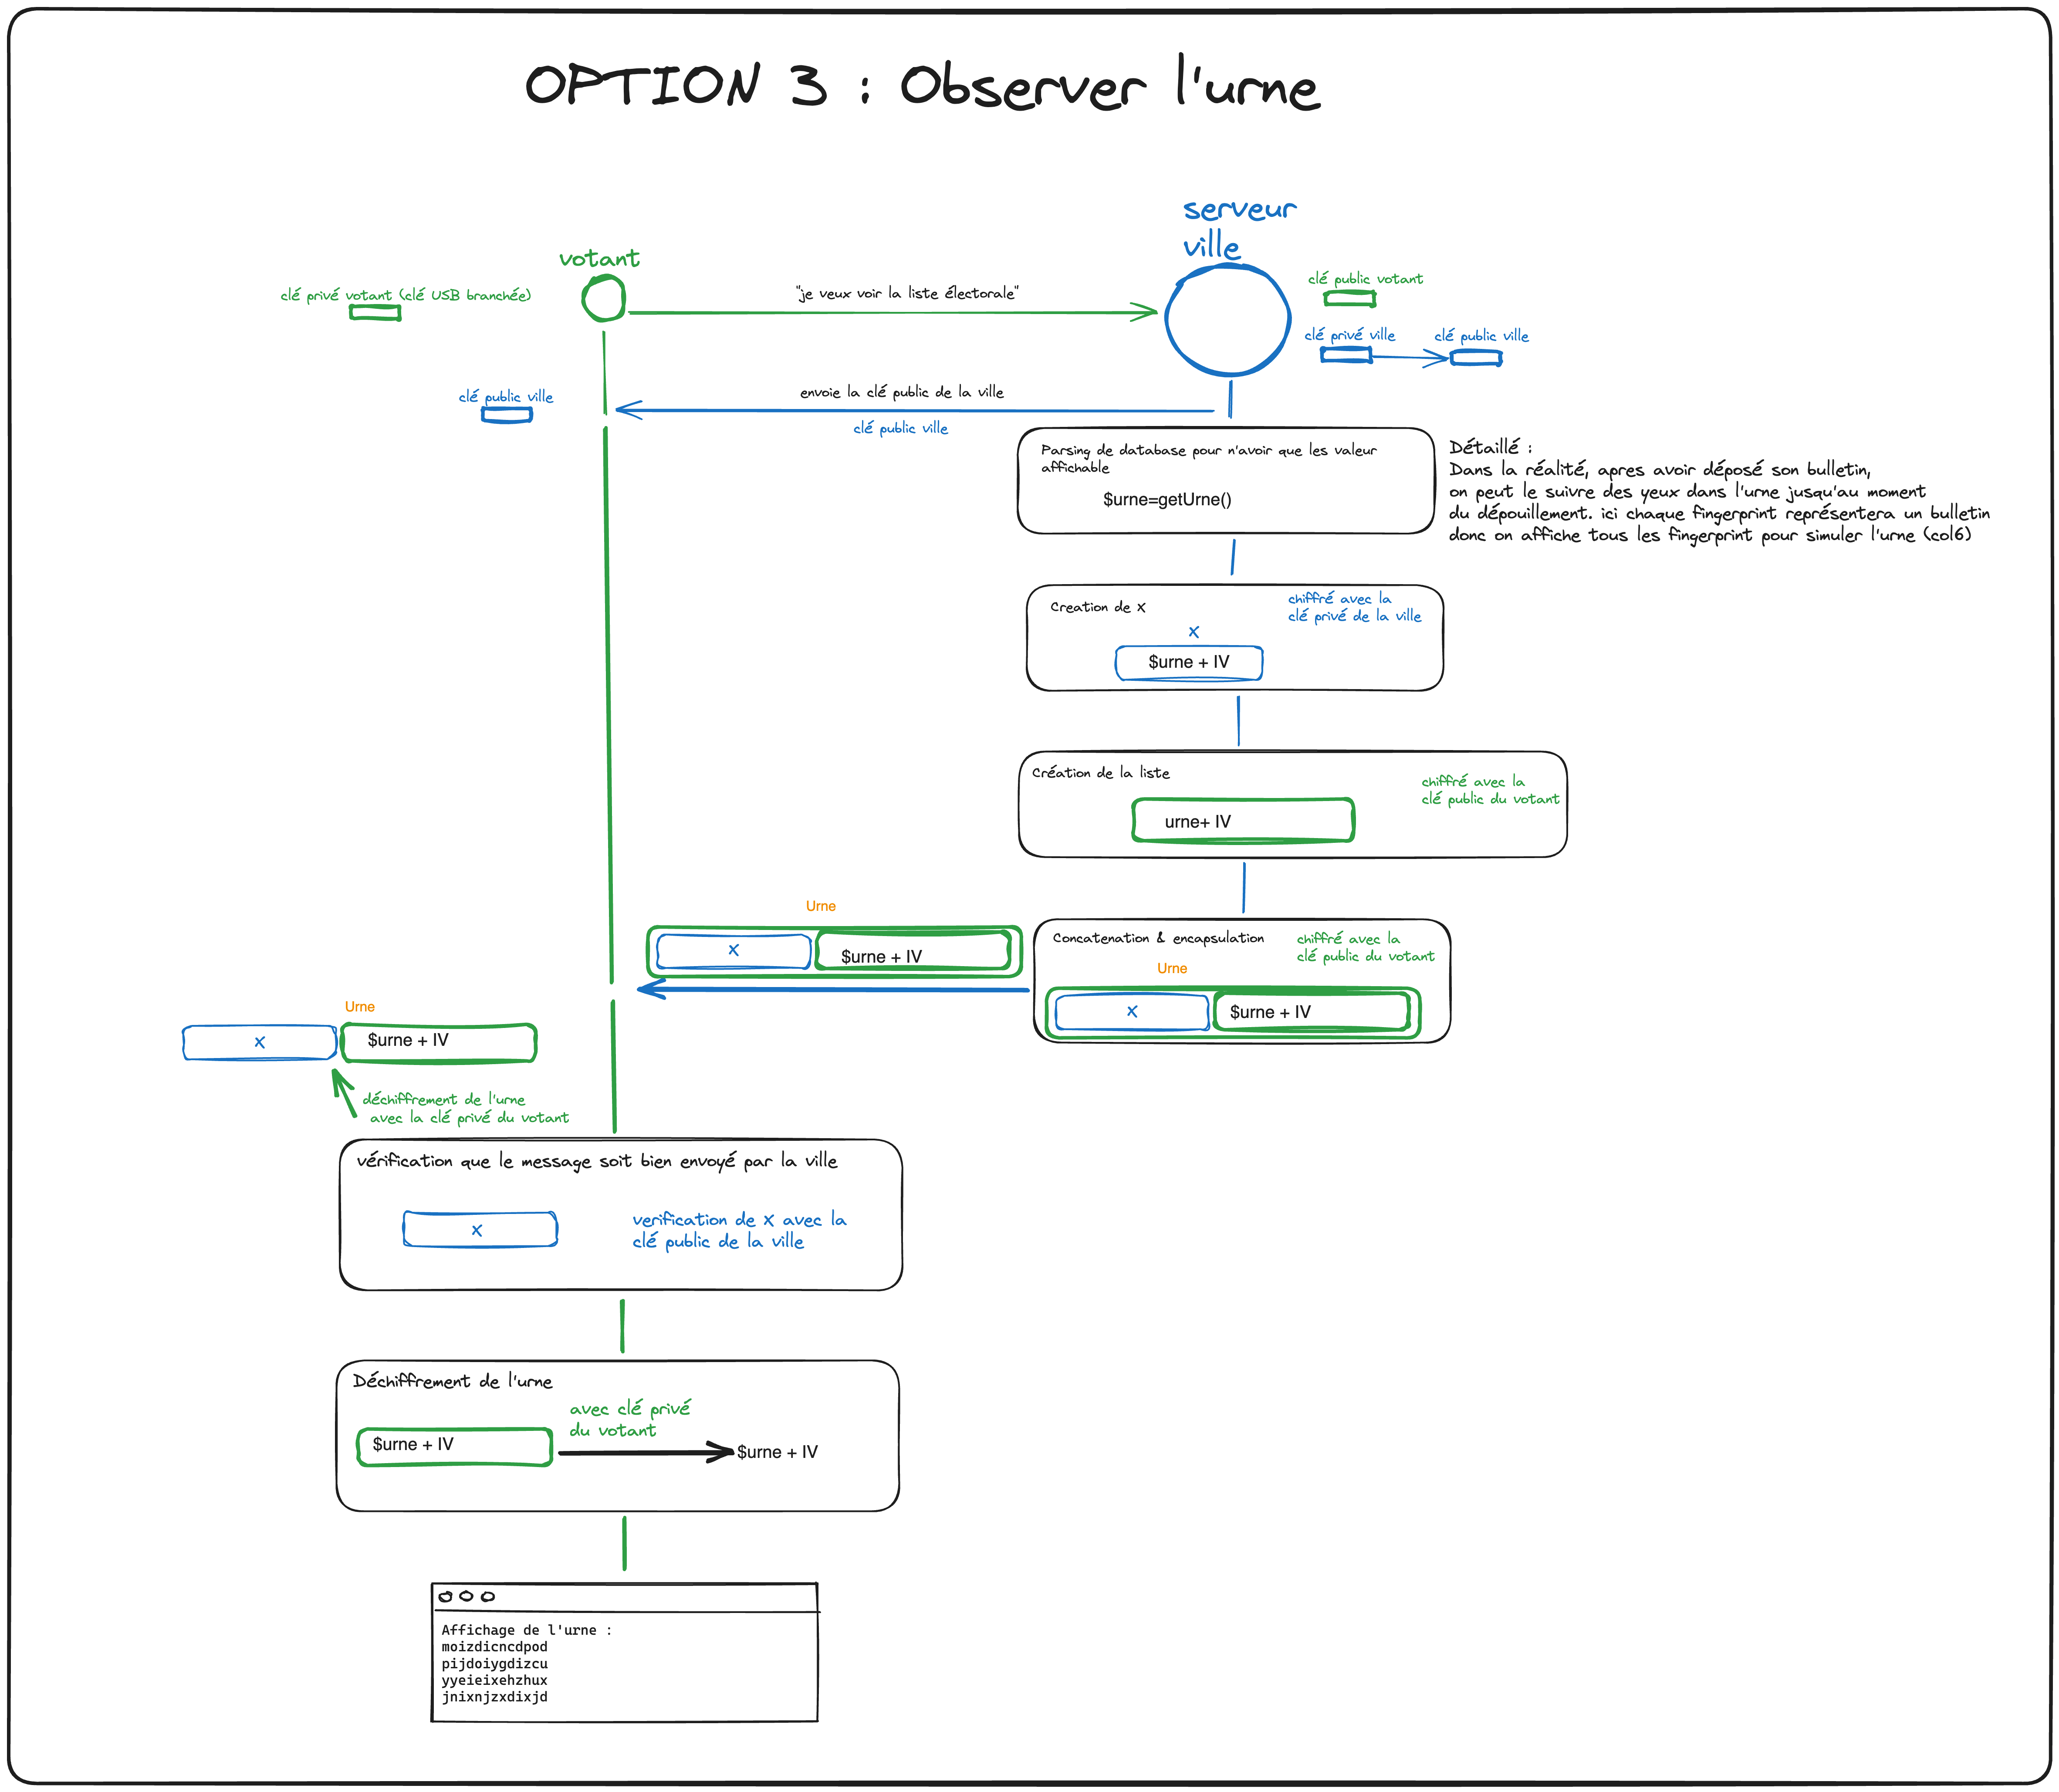 OPTION 3 : Observer l'urne
serveur
ville
votant
clé privé votant (clé USB branchée)
"je veux voir la liste électorale"
clé public votant
clé privé ville
clé public ville
clé public ville
envoie la clé public de la ville
clé public ville
Parsing de database pour n'avoir que les valeur
affichable
$urne=getUrne()
Détaillé :
Dans la réalité, apres avoir déposé son bulletin,
on peut le suivre des yeux dans l'urne jusqu'au moment
du dépouillement. ici chaque fingerprint représentera un bulletin
donc on affiche tous les fingerprint pour simuler l'urne (col6)
Creation de X
chiffré avec la
clé privé de la ville
X
$urne + IV
Création de la liste
chiffré avec la
clé public du votant
urne+ IV
Urne
X
$urne + IV
Concatenation & encapsulation
chiffré avec la
clé public du votant
Urne
X
$urne + IV
Urne
X
$urne + IV
déchiffrement de l'urne
avec la clé privé du votant
vérification que le message soit bien envoyé par la ville
X
verification de X avec la
clé public de la ville
Déchiffrement de l'urne
avec clé privé
du votant
$urne + IV
$urne + IV
Affichage de l'urne :
moizdicncdpod
pijdoiygdizcu
yyeieixehzhux
jnixnjzxdixjd